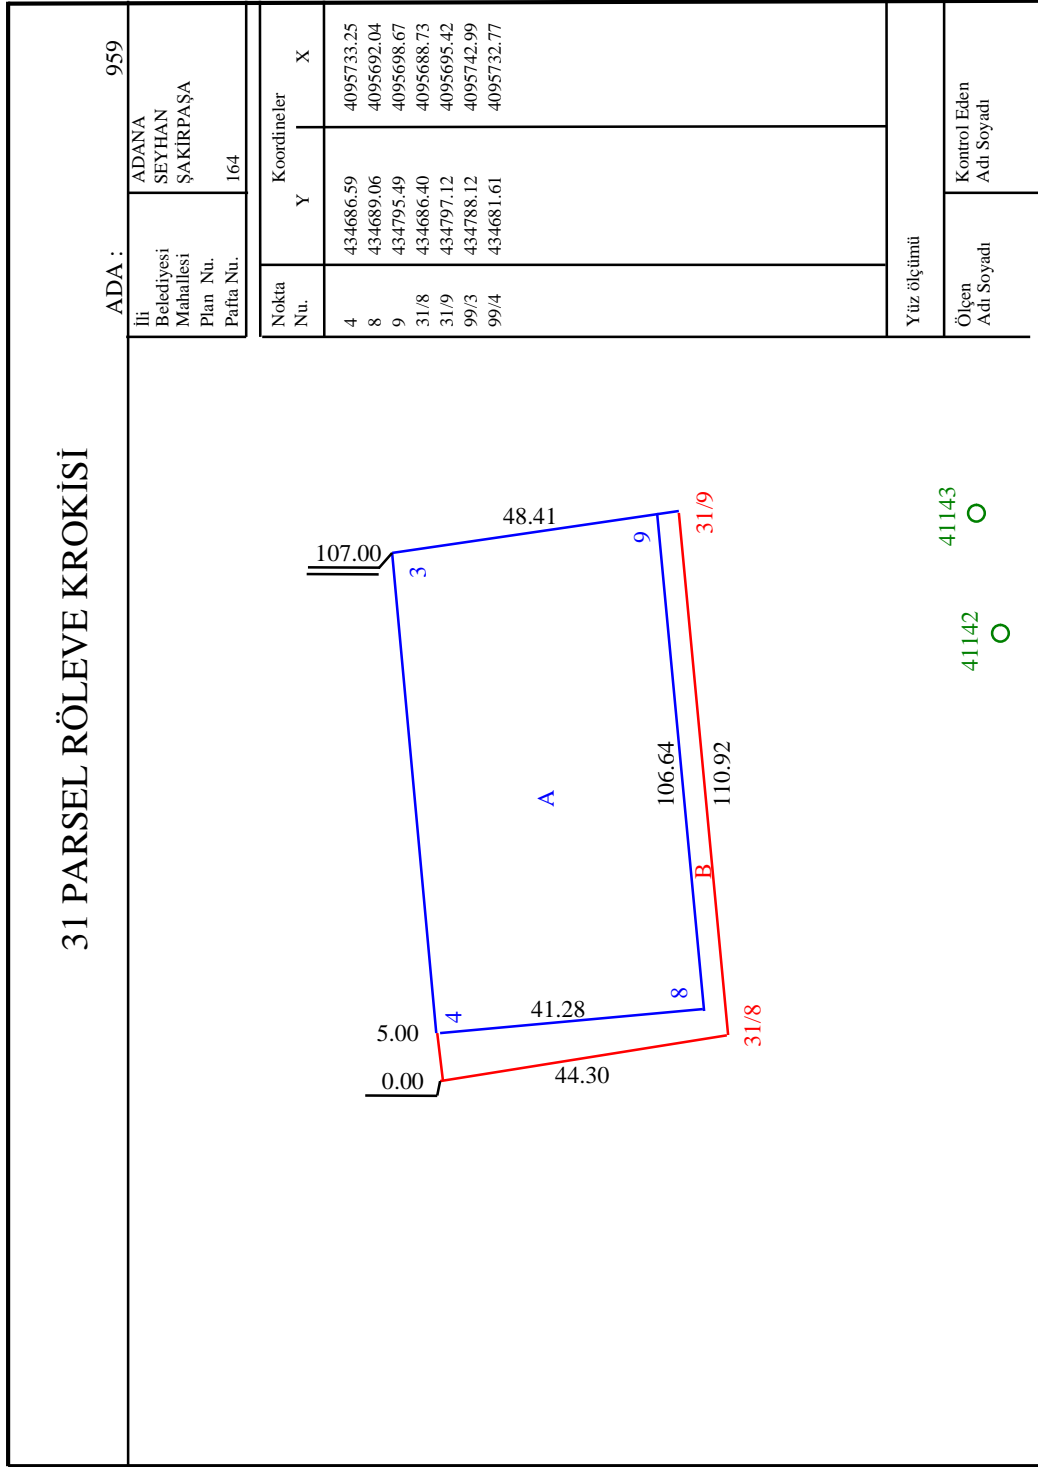 31 PARSEL RÖLEVE KROKİSİ
ADA : 959
İli ADANA
Belediyesi SEYHAN
Mahallesi ŞAKİRPAŞA
Plan Nu.
Pafta Nu. 164
Nokta Nu. Koordineler
Y X
4 434686.59 4095733.25
8 434689.06 4095692.04
9 434795.49 4095698.67
31/8 434686.40 4095688.73
31/9 434797.12 4095695.42
99/3 434788.12 4095742.99
99/4 434681.61 4095732.77
Yüz ölçümü
Ölçen
Adı Soyadı
Kontrol Eden
Adı Soyadı
107.00
3
48.41
9
31/9
A
106.64
110.92
B
5.00
4
41.28
8
0.00
44.30
31/8
41143
41142